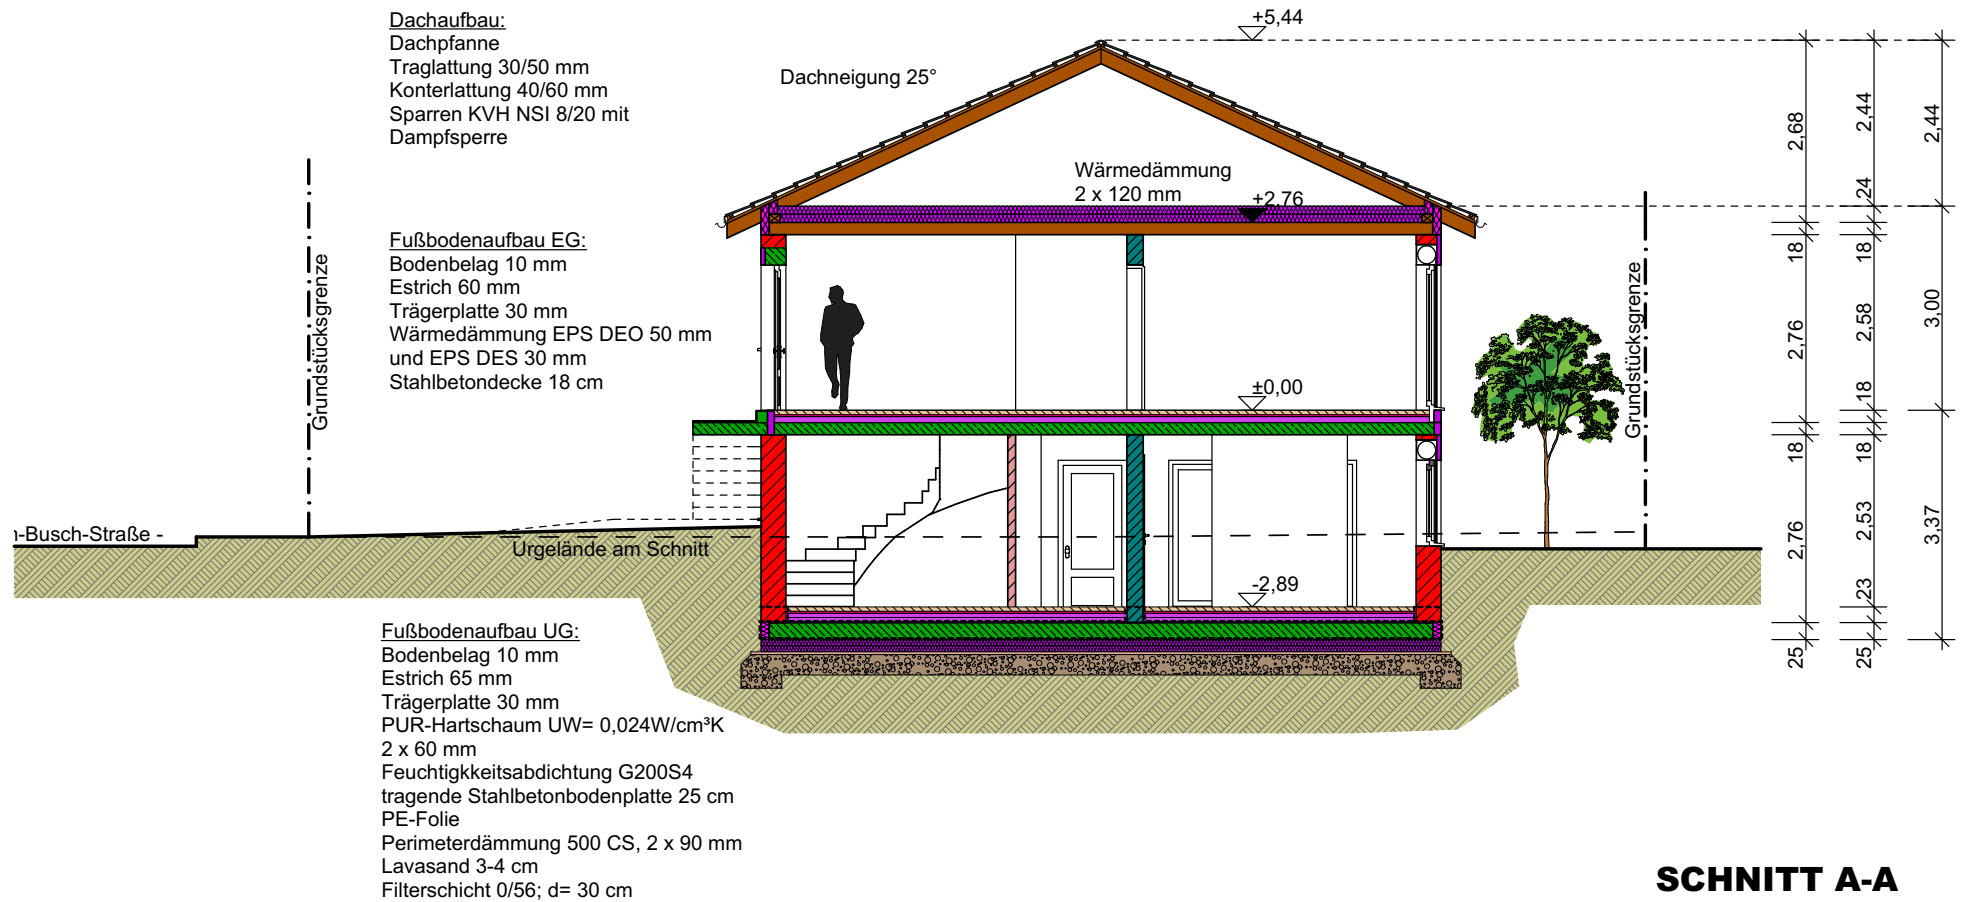 Dachaufbau:
Dachpfanne
Traglattung 30/50 mm
Konterlattung 40/60 mm
Sparren KVH NSI 8/20 mit
Dampfsperre
Dachneigung 25°
+5,44
Wärmedämmung
2 x 120 mm
+2,76
Fußbodenaufbau EG:
Bodenbelag 10 mm
Estrich 60 mm
Trägerplatte 30 mm
Wärmedämmung EPS DEO 50 mm
und EPS DES 30 mm
Stahlbetondecke 18 cm
Grundstücksgrenze
±0,00
Grundstücksgrenze
-Busch-Straße -
Urgelände am Schnitt
-2,89
Fußbodenaufbau UG:
Bodenbelag 10 mm
Estrich 65 mm
Trägerplatte 30 mm
PUR-Hartschaum UW= 0,024W/cm³K
2 x 60 mm
Feuchtigkkeitsabdichtung G200S4
tragende Stahlbetonbodenplatte 25 cm
PE-Folie
Perimeterdämmung 500 CS, 2 x 90 mm
Lavasand 3-4 cm
Filterschicht 0/56; d= 30 cm
2,68
18
2,76
18
2,76
25
2,44
24
18
2,58
18
18
2,53
23
25
2,44
3,00
3,37
SCHNITT A-A